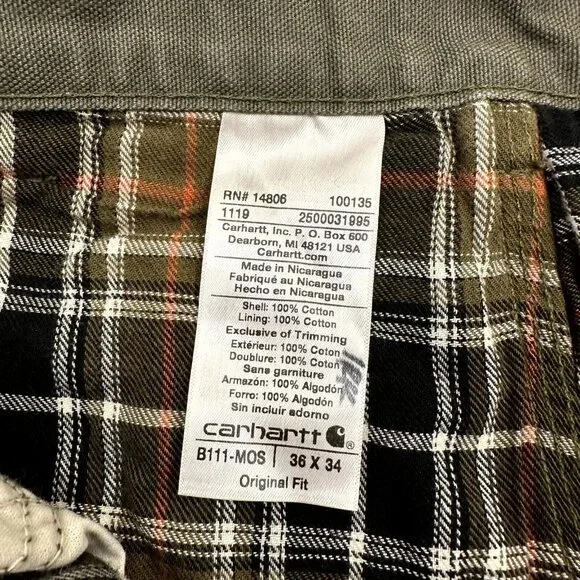 RN# 14806 100135
1119 2500031995
Carhartt, Inc. P. O. Box 600
Dearborn, MI 48121 USA
Carhartt.com
Made in Nicaragua
Fabriqué au Nicaragua
Hecho en Nicaragua
Shell: 100% Cotton
Lining: 100% Cotton
Exclusive of Trimming
Extérieur: 100% Coton
Doublure: 100% Coton
Sans garniture
Armazón: 100% Algodón
Forro: 100% Algodón
Sin incluir adorno
carhartt ®
B111-MOS 36 X 34
Original Fit